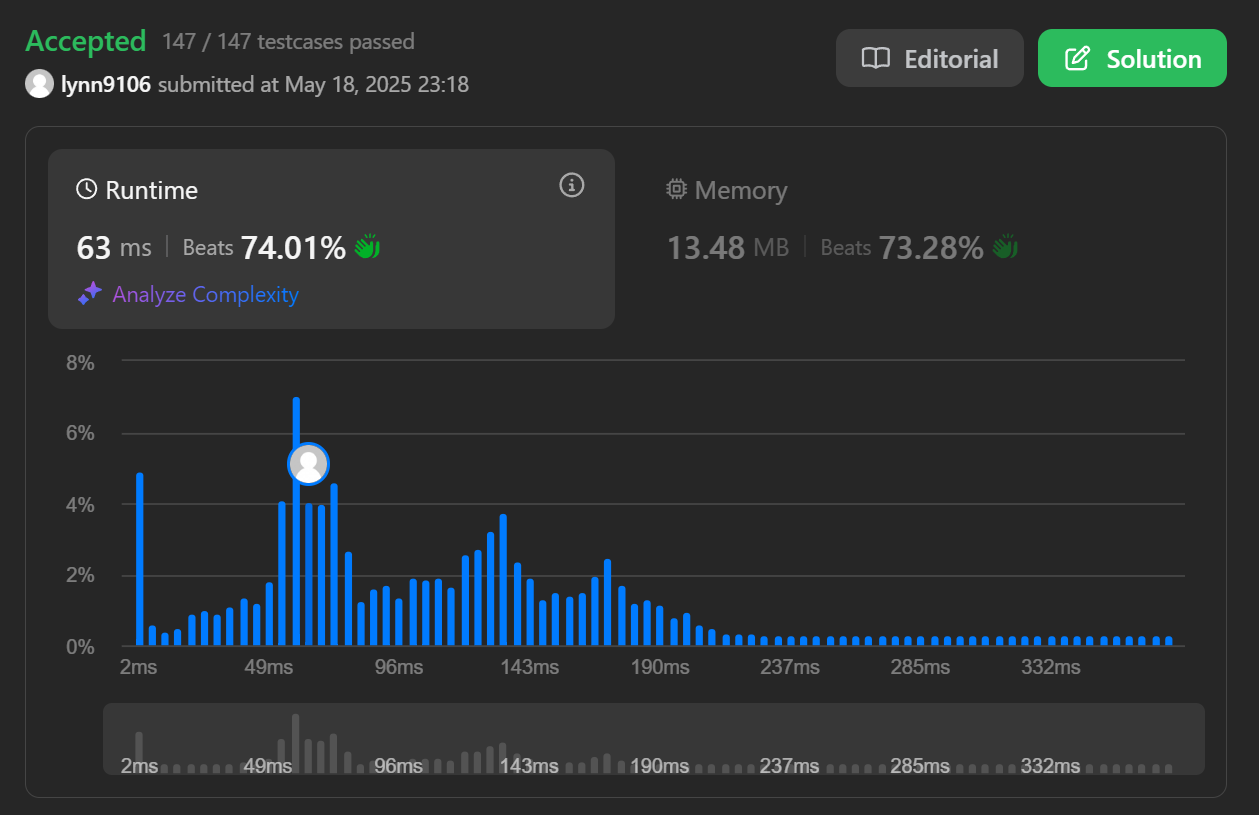 Accepted 147 / 147 testcases passed
lynn9106 submitted at May 18, 2025 23:18
Editorial
Solution
Runtime
63 ms | Beats 74.01%
Analyze Complexity
Memory
13.48 MB | Beats 73.28%
8%
6%
4%
2%
0%
2ms 49ms 96ms 143ms 190ms 237ms 285ms 332ms
2ms 49ms 96ms 143ms 190ms 237ms 285ms 332ms